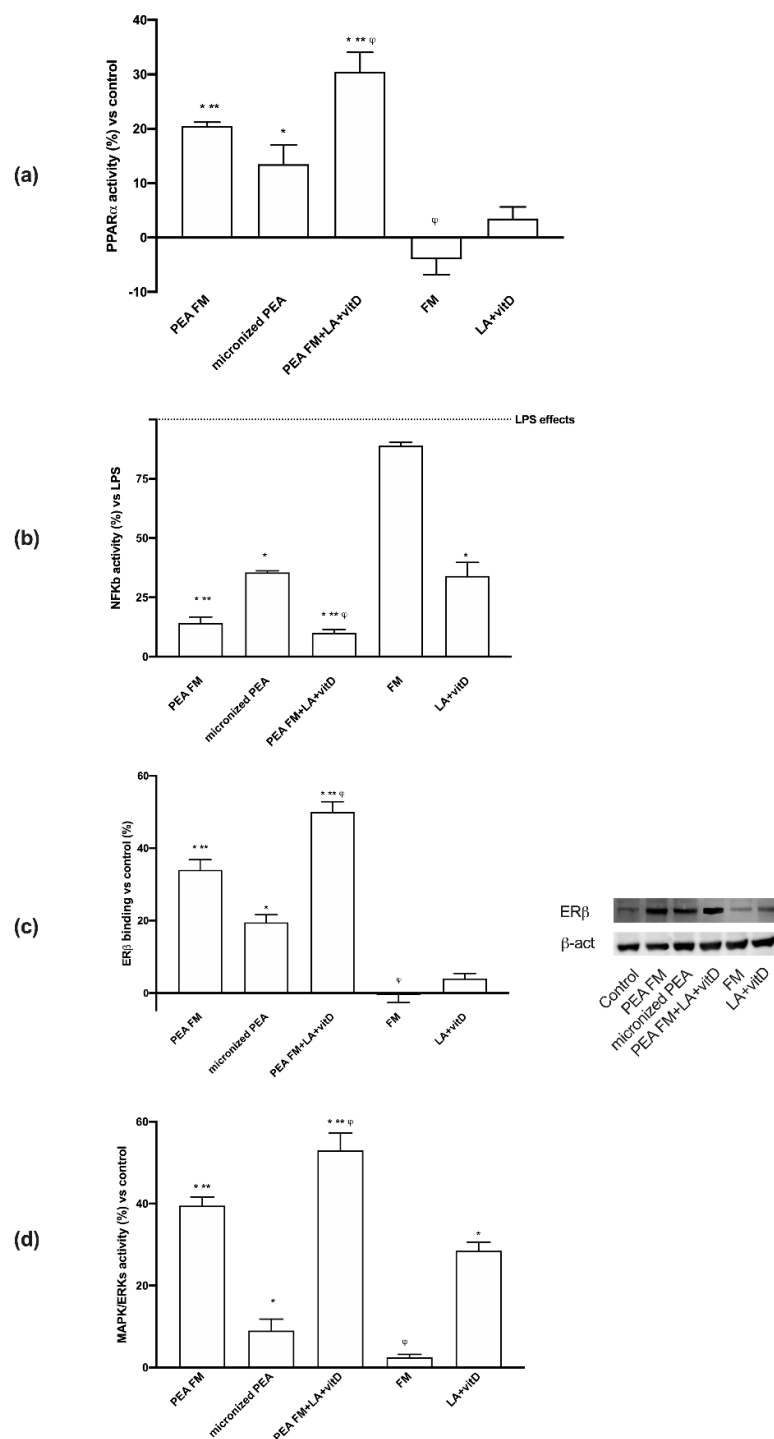 (a)
PPARα activity (%) vs control
40
30
20
10
0
-10
* **
*
* ** φ
φ
PEA FM
micronized PEA
PEA FM+LA+vitD
FM
LA+vitD
(b)
NFKb activity (%) vs LPS
75
50
25
0
LPS effects
* **
*
* ** φ
*
PEA FM
micronized PEA
PEA FM+LA+vitD
FM
LA+vitD
(c)
ERβ binding vs control (%)
60
40
20
0
* **
*
* ** φ
φ
PEA FM
micronized PEA
PEA FM+LA+vitD
FM
LA+vitD
ERβ
β-act
Control
PEA FM
micronized PEA
PEA FM+LA+vitD
FM
LA+vitD
(d)
MAPK/ERKs activity (%) vs control
60
40
20
0
* **
*
* ** φ
φ
*
PEA FM
micronized PEA
PEA FM+LA+vitD
FM
LA+vitD